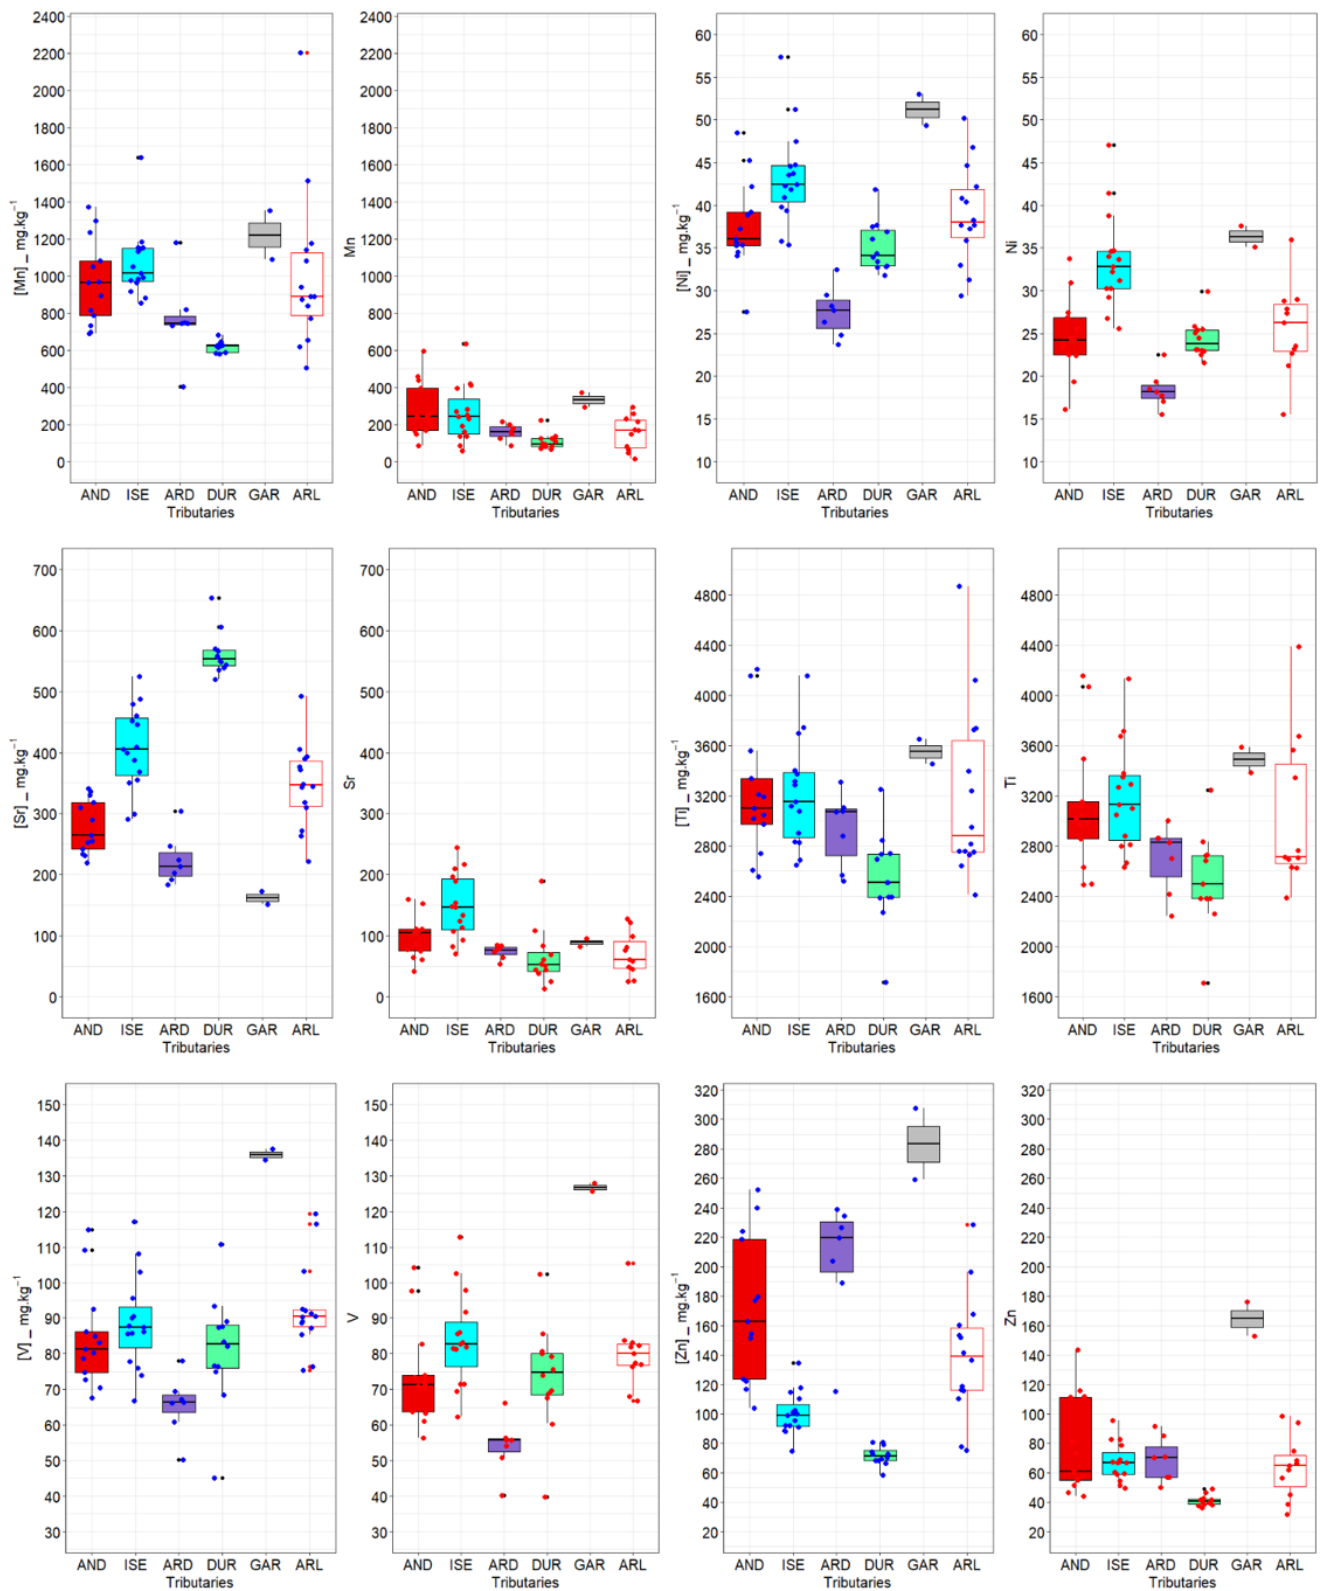 2400 2400 60 60
2200 2200 55 55
2000 2000 50 50
1800 1800 45 45
1600 1600 40 40
1400 1400 35 35
1200 1200 30 30
1000 1000 25 25
800 800 20 20
600 600 15 15
400 400 10 10
200 200
0 0
[Mn]_ mg.kg⁻¹ Mn [Ni]_ mg.kg⁻¹ Ni
AND ISE ARD DUR GAR ARL AND ISE ARD DUR GAR ARL AND ISE ARD DUR GAR ARL AND ISE ARD DUR GAR ARL
Tributaries Tributaries Tributaries Tributaries
700 700 4800 4800
600 600 4400 4400
500 500 4000 4000
400 400 3600 3600
300 300 3200 3200
200 200 2800 2800
100 100 2400 2400
0 0 2000 2000
1600 1600
[Sr]_ mg.kg⁻¹ Sr [Ti]_ mg.kg⁻¹ Ti
AND ISE ARD DUR GAR ARL AND ISE ARD DUR GAR ARL AND ISE ARD DUR GAR ARL AND ISE ARD DUR GAR ARL
Tributaries Tributaries Tributaries Tributaries
150 150 320 320
140 140 300 300
130 130 280 280
120 120 260 260
110 110 240 240
100 100 220 220
90 90 200 200
80 80 180 180
70 70 160 160
60 60 140 140
50 50 120 120
40 40 100 100
30 30 80 80
60 60
40 40
20 20
[V]_ mg.kg⁻¹ V [Zn]_ mg.kg⁻¹ Zn
AND ISE ARD DUR GAR ARL AND ISE ARD DUR GAR ARL AND ISE ARD DUR GAR ARL AND ISE ARD DUR GAR ARL
Tributaries Tributaries Tributaries Tributaries